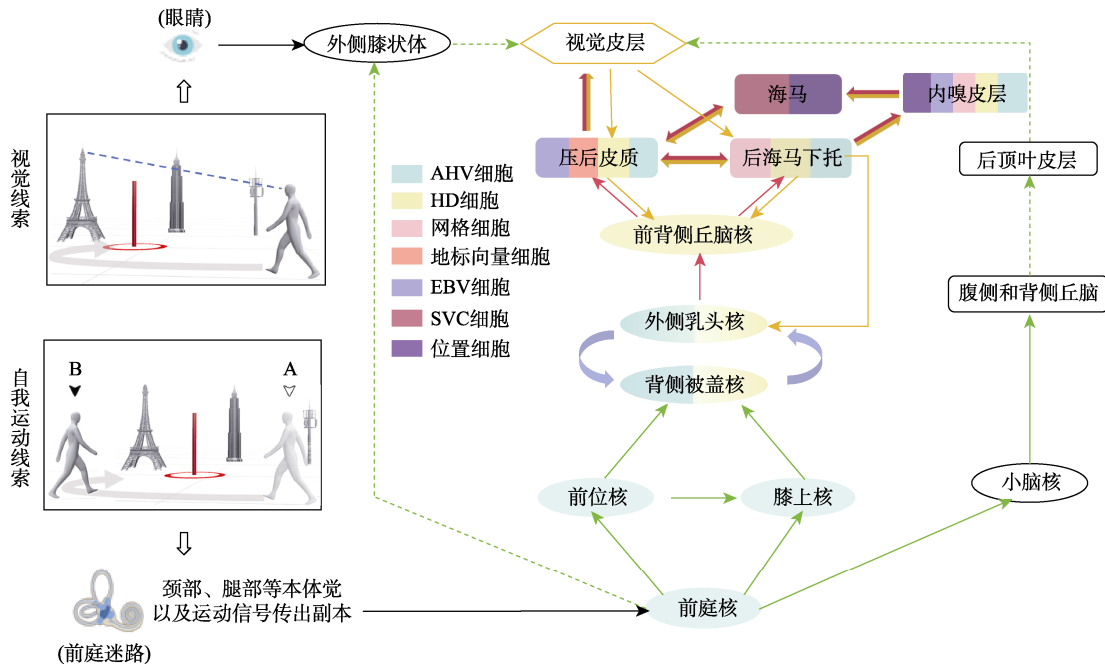 (眼睛)
外侧膝状体
视觉皮层
海马
内嗅皮层
视觉线索
压后皮质
后海马下托
后顶叶皮层
AHV细胞
HD细胞
网格细胞
地标向量细胞
EBV细胞
SVC细胞
位置细胞
前背侧丘脑核
腹侧和背侧丘脑
外侧乳头核
背侧被盖核
自我运动线索
B
A
前位核
膝上核
小脑核
颈部、腿部等本体觉
以及运动信号传出副本
前庭核
(前庭迷路)